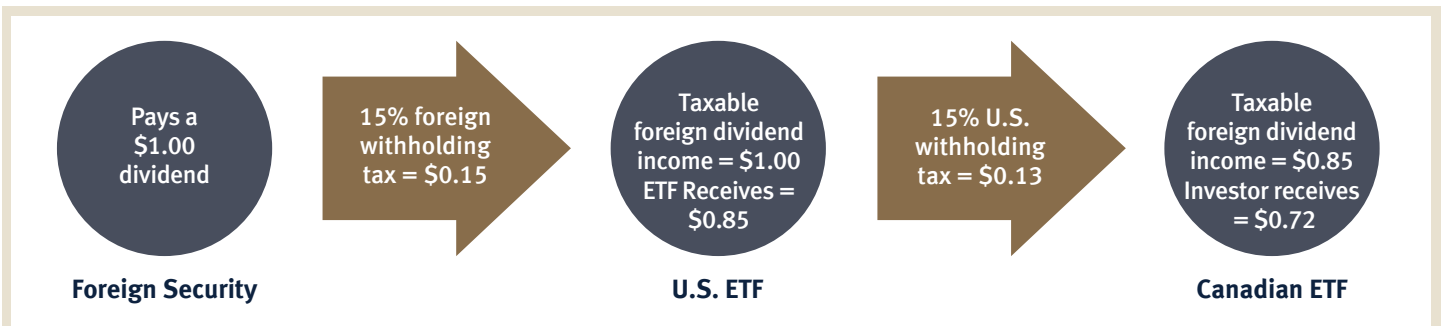 Pays a
$1.00
dividend
15% foreign
withholding
tax = $0.15
Taxable
foreign dividend
income = $1.00
ETF Receives =
$0.85
15% U.S.
withholding
tax = $0.13
Taxable
foreign dividend
income = $0.85
Investor receives
= $0.72
Foreign Security
U.S. ETF
Canadian ETF